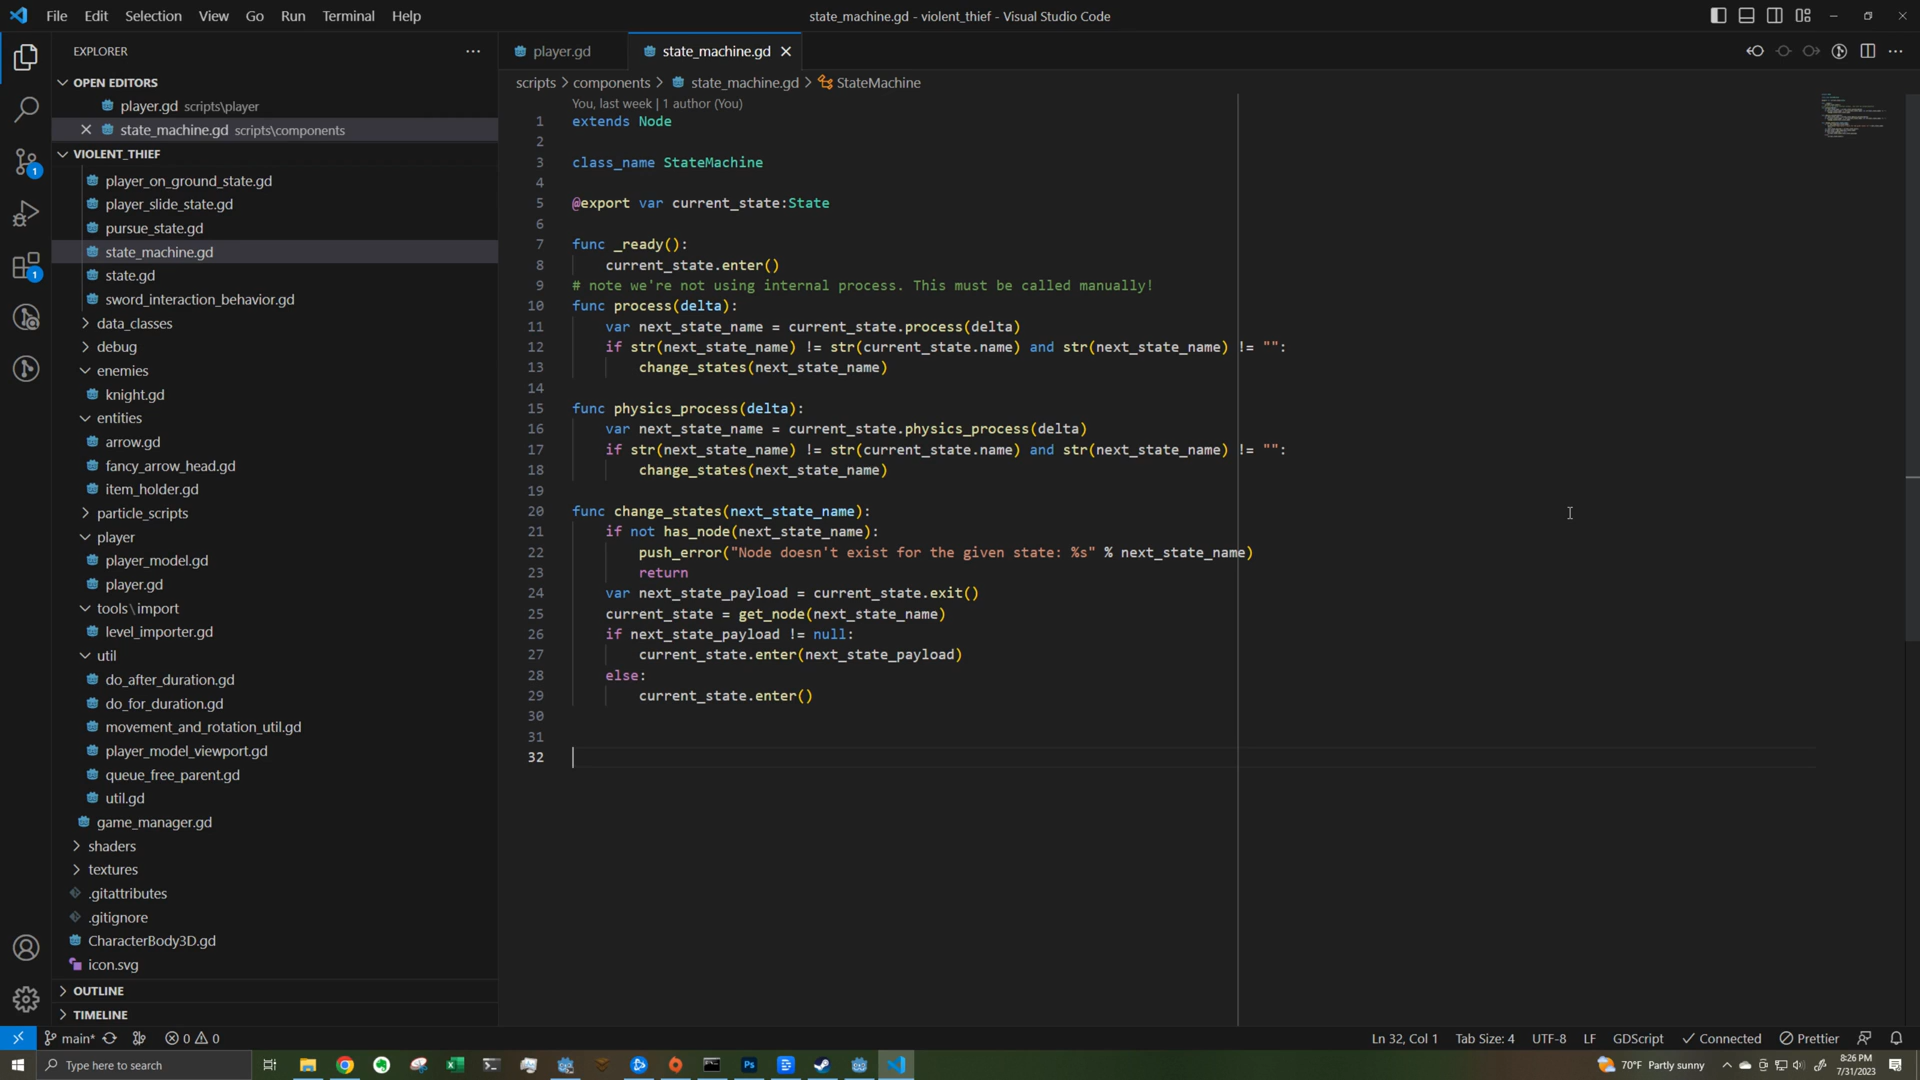 File Edit Selection View Go Run Terminal Help
state_machine.gd - violent_thief - Visual Studio Code
EXPLORER
OPEN EDITORS
player.gd scripts\player
state_machine.gd scripts\components
VIOLENT_THIEF
player_on_ground_state.gd
player_slide_state.gd
pursue_state.gd
state_machine.gd
state.gd
sword_interaction_behavior.gd
data_classes
debug
enemies
knight.gd
entities
arrow.gd
fancy_arrow_head.gd
item_holder.gd
particle_scripts
player
player_model.gd
player.gd
tools\import
level_importer.gd
util
do_after_duration.gd
do_for_duration.gd
movement_and_rotation_util.gd
player_model_viewport.gd
queue_free_parent.gd
util.gd
game_manager.gd
shaders
textures
.gitattributes
.gitignore
CharacterBody3D.gd
icon.svg
OUTLINE
TIMELINE
1
1
player.gd state_machine.gd
scripts > components > state_machine.gd > StateMachine
You, last week | 1 author (You)
1 extends Node
2
3 class_name StateMachine
4
5 @export var current_state:State
6
7 func _ready():
8 current_state.enter()
9 # note we're not using internal process. This must be called manually!
10 func process(delta):
11 var next_state_name = current_state.process(delta)
12 if str(next_state_name) != str(current_state.name) and str(next_state_name) != "":
13 change_states(next_state_name)
14
15 func physics_process(delta):
16 var next_state_name = current_state.physics_process(delta)
17 if str(next_state_name) != str(current_state.name) and str(next_state_name) != "":
18 change_states(next_state_name)
19
20 func change_states(next_state_name):
21 if not has_node(next_state_name):
22 push_error("Node doesn't exist for the given state: %s" % next_state_name)
23 return
24 var next_state_payload = current_state.exit()
25 current_state = get_node(next_state_name)
26 if next_state_payload != null:
27 current_state.enter(next_state_payload)
28 else:
29 current_state.enter()
30
31
32
main* 0 0
Ln 32, Col 1 Tab Size: 4 UTF-8 LF GDScript Connected Prettier
Type here to search
70°F Partly sunny
8:26 PM
7/31/2023